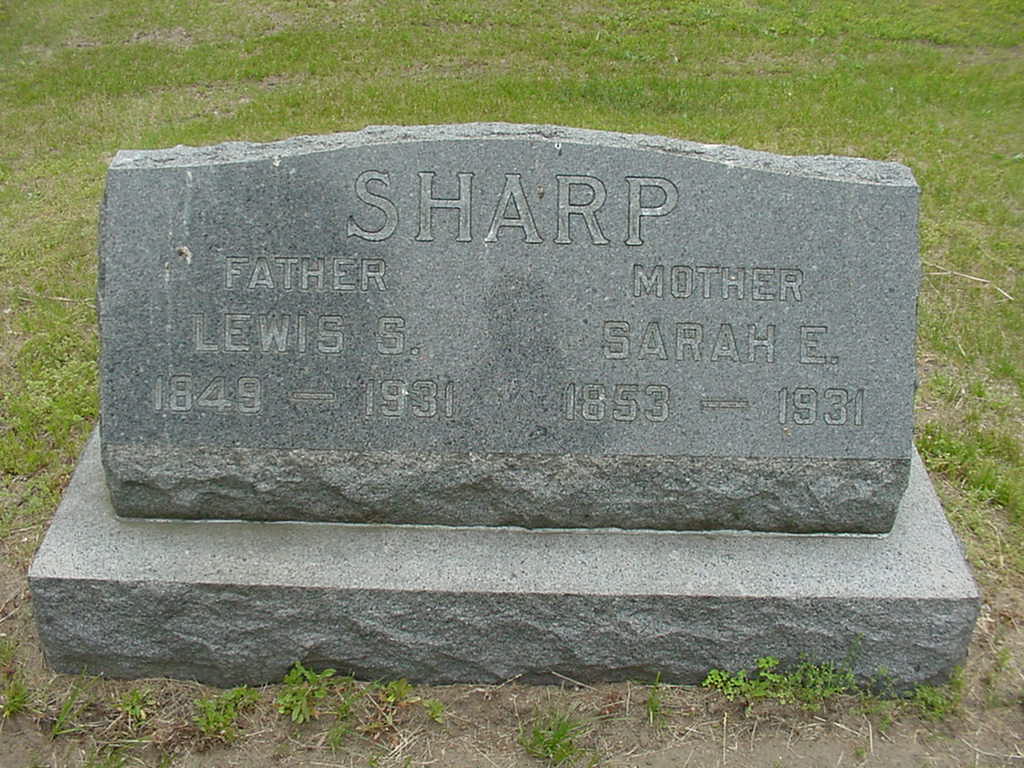 SHARP
FATHER
LEWIS S.
1849 — 1931
MOTHER
SARAH E.
1853 — 1931